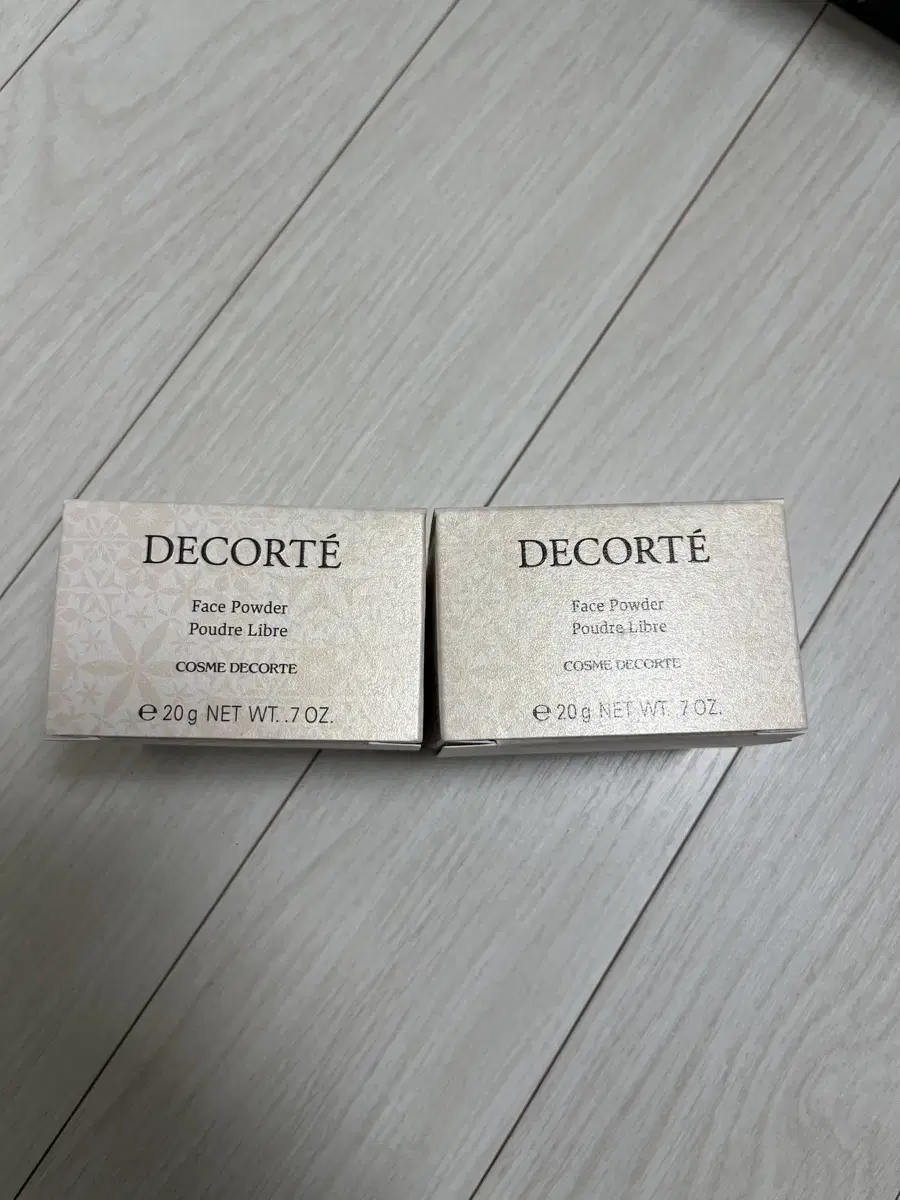 DECORTÉ
Face Powder
Poudre Libre
COSME DECORTE
℮ 20 g NET WT. .7 OZ.
DECORTÉ
Face Powder
Poudre Libre
COSME DECORTE
℮ 20 g NET WT. .7 OZ.